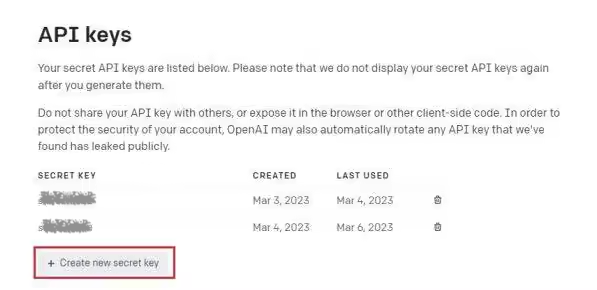 API keys
Your secret API keys are listed below. Please note that we do not display your secret API keys again
after you generate them.
Do not share your API key with others, or expose it in the browser or other client-side code. In order to
protect the security of your account, OpenAI may also automatically rotate any API key that we've
found has leaked publicly.
SECRET KEY CREATED LAST USED
Mar 3, 2023 Mar 4, 2023
Mar 4, 2023 Mar 6, 2023
+ Create new secret key